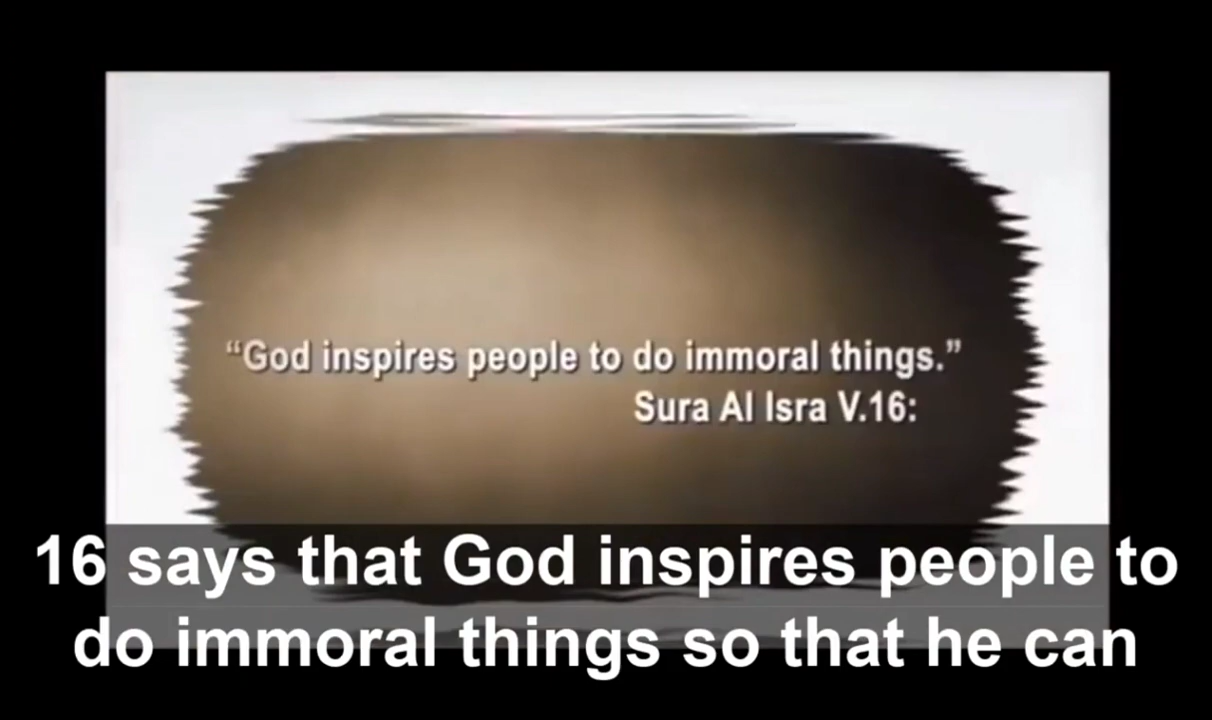 “God inspires people to do immoral things.”
Sura Al Isra V.16:
16 says that God inspires people to
do immoral things so that he can